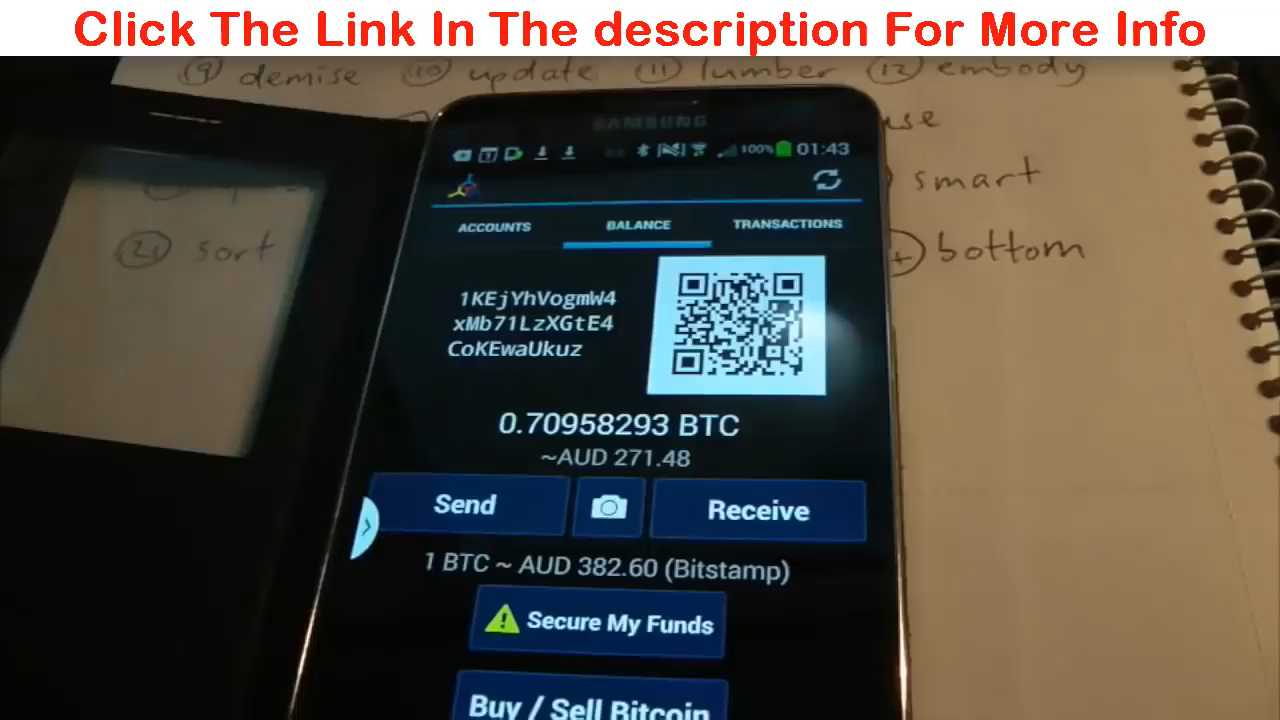 Click The Link In The description For More Info
9 demise 10 update 11 lumber 12 embody
use
smart
21 sort
bottom
SAMSUNG
100% 01:43
ACCOUNTS BALANCE TRANSACTIONS
1KEjYhVogmW4
xMb71LzXGtE4
CoKEwaUkuz
0.70958293 BTC
~AUD 271.48
Send Receive
1 BTC ~ AUD 382.60 (Bitstamp)
Secure My Funds
Buy / Sell Bitcoin